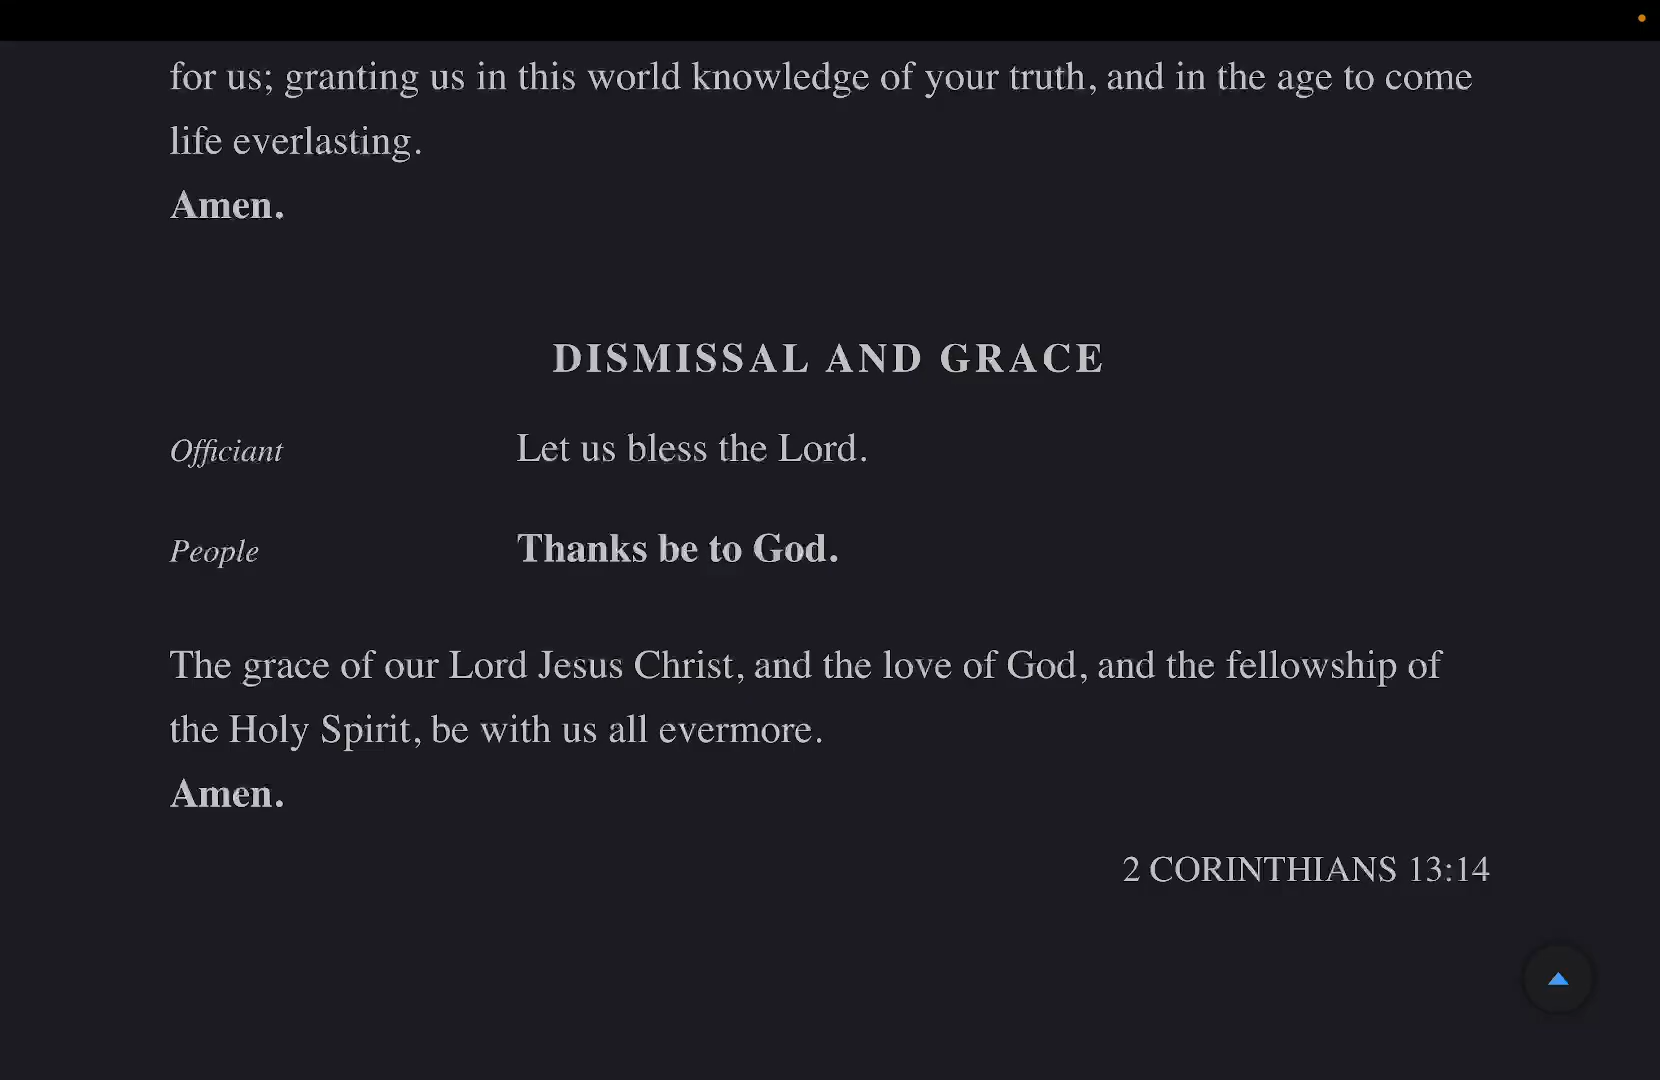 for us; granting us in this world knowledge of your truth, and in the age to come
life everlasting.
Amen.
DISMISSAL AND GRACE
Officiant Let us bless the Lord.
People Thanks be to God.
The grace of our Lord Jesus Christ, and the love of God, and the fellowship of
the Holy Spirit, be with us all evermore.
Amen.
2 CORINTHIANS 13:14